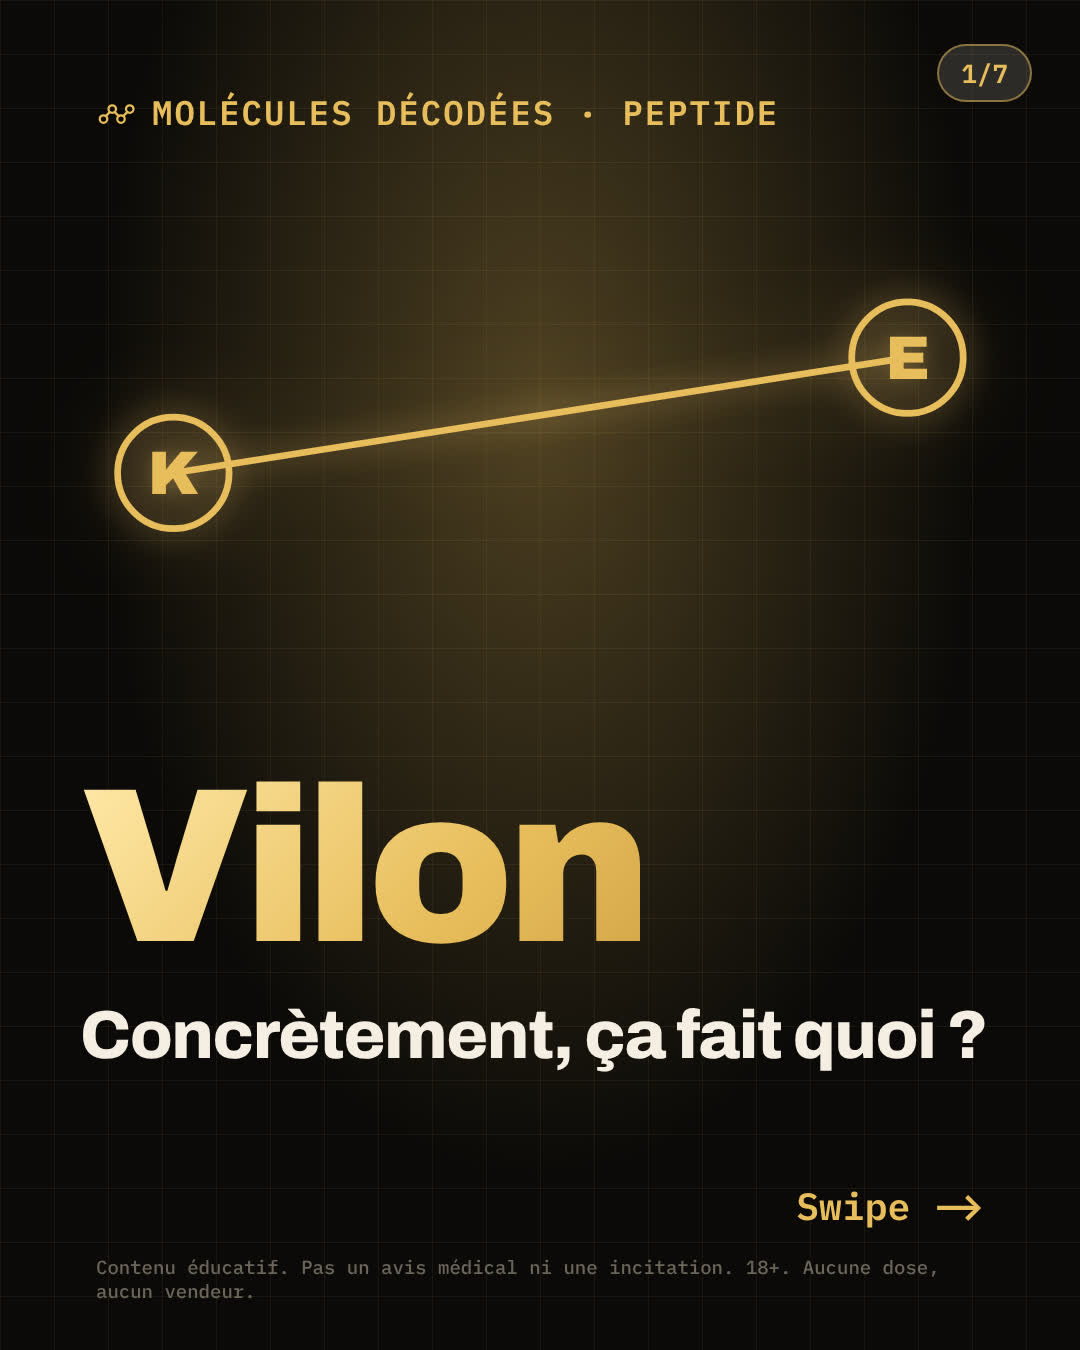 1/7
MOLÉCULES DÉCODÉES · PEPTIDE
E
K
Vilon
Concrètement, ça fait quoi ?
Swipe →
Contenu éducatif. Pas un avis médical ni une incitation. 18+. Aucune dose,
aucun vendeur.